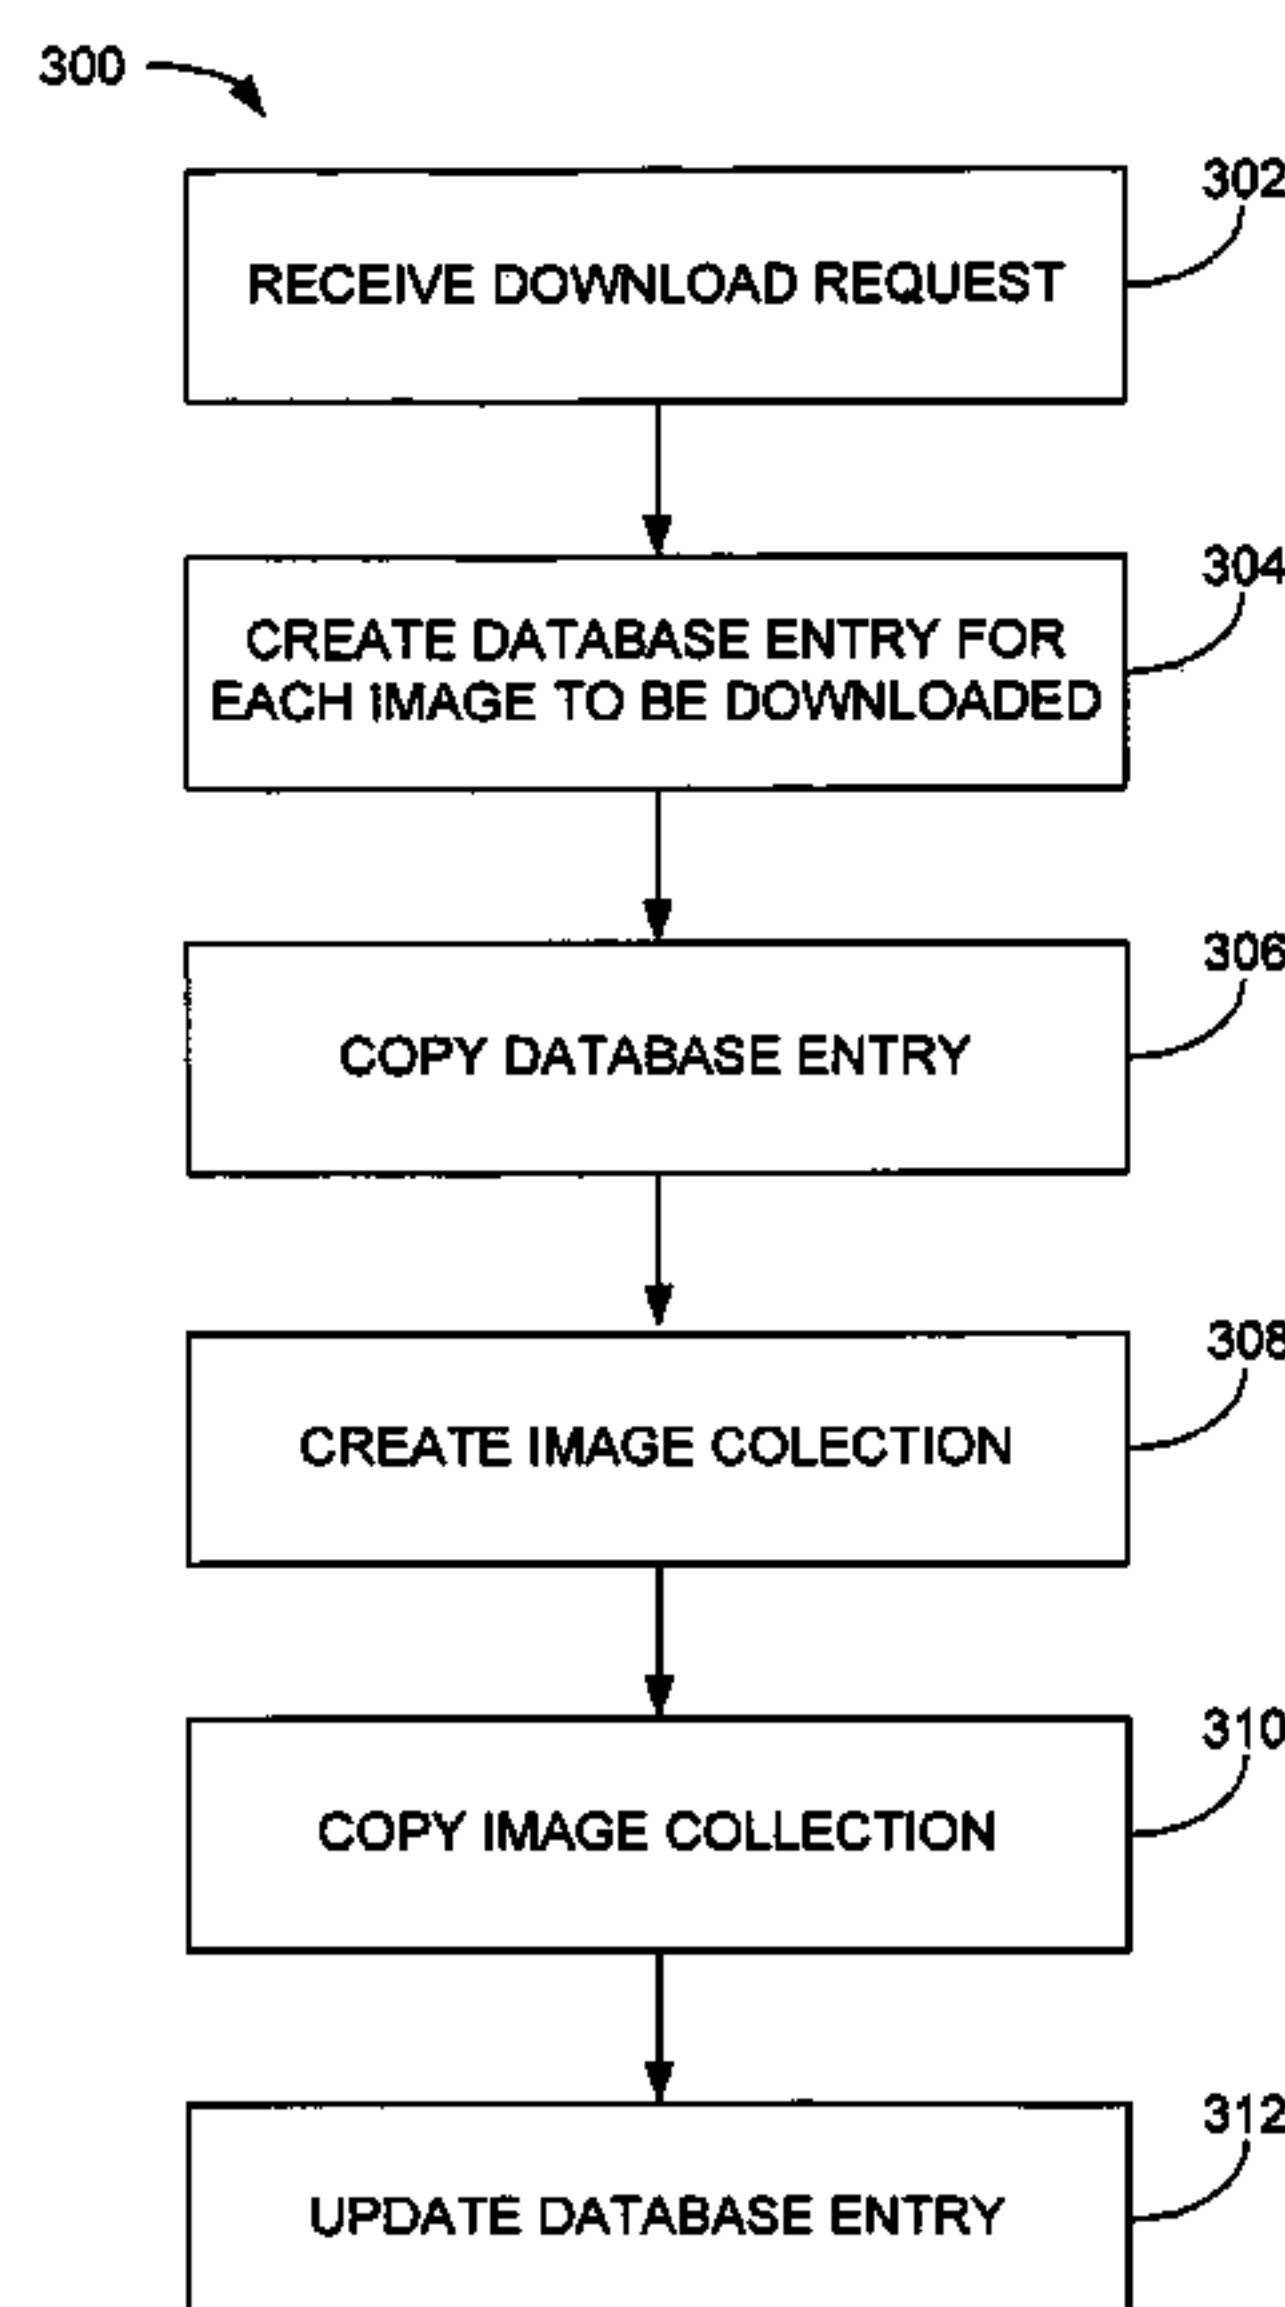 300
302
RECEIVE DOWNLOAD REQUEST
304
CREATE DATABASE ENTRY FOR
EACH IMAGE TO BE DOWNLOADED
306
COPY DATABASE ENTRY
308
CREATE IMAGE COLECTION
310
COPY IMAGE COLLECTION
312
UPDATE DATABASE ENTRY